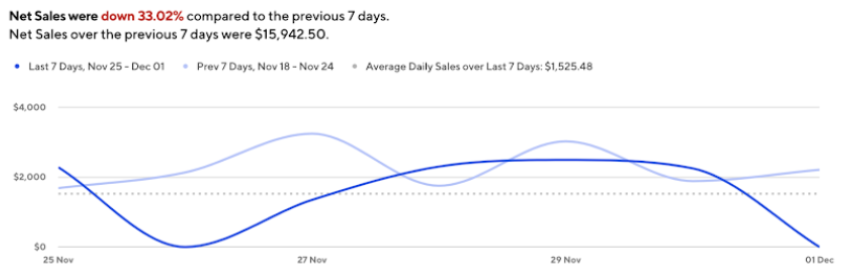 Net Sales were down 33.02% compared to the previous 7 days.
Net Sales over the previous 7 days were $15,942.50.
Last 7 Days, Nov 25 - Dec 01 Prev 7 Days, Nov 18 - Nov 24 Average Daily Sales over Last 7 Days: $1,525.48
$4,000
$2,000
$0
25 Nov 27 Nov 29 Nov 01 Dec